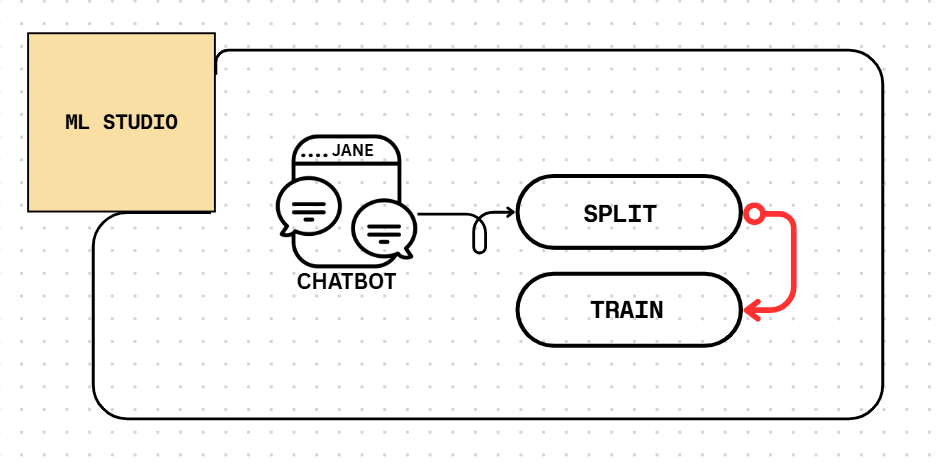 ML STUDIO
.... JANE
CHATBOT
SPLIT
TRAIN